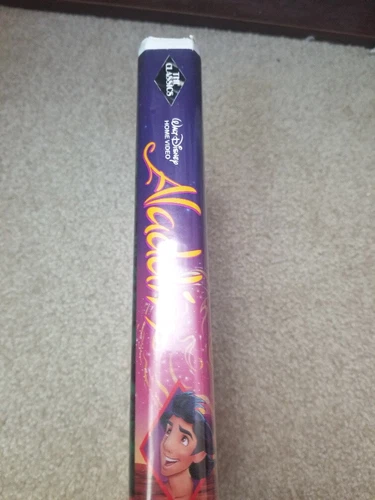 THE
CLASSICS
Walt Disney
HOME VIDEO
Aladdin